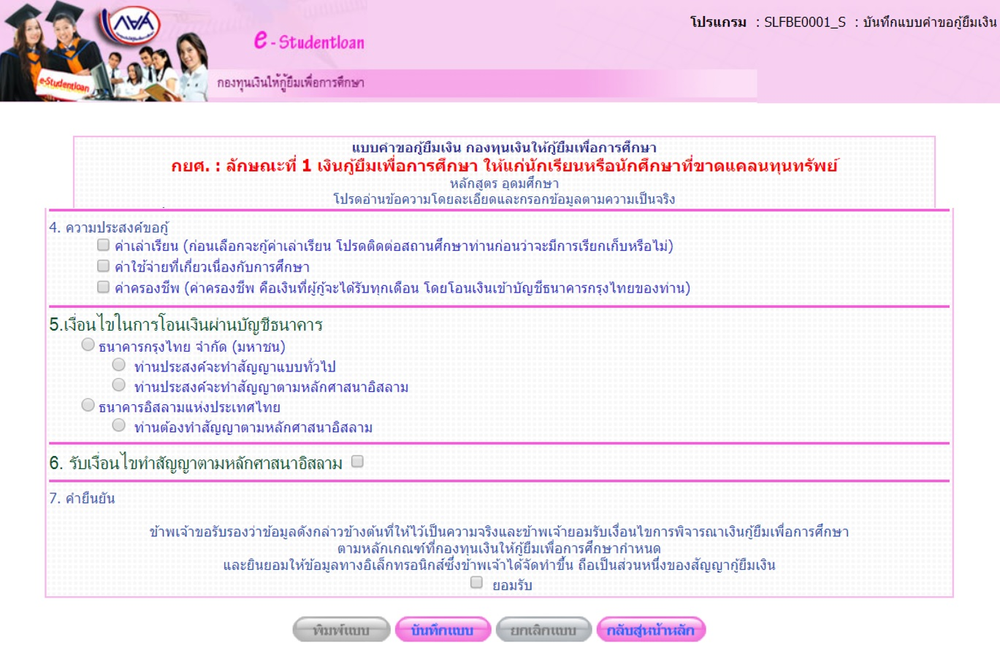 โปรแกรม : SLFBE0001_S : บันทึกแบบคำขอกู้ยืมเงิน
e - Studentloan
e-Studentloan
กองทุนเงินให้กู้ยืมเพื่อการศึกษา
แบบคำขอกู้ยืมเงิน กองทุนเงินให้กู้ยืมเพื่อการศึกษา
กยศ. : ลักษณะที่ 1 เงินกู้ยืมเพื่อการศึกษา ให้แก่นักเรียนหรือนักศึกษาที่ขาดแคลนทุนทรัพย์
หลักสูตร อุดมศึกษา
โปรดอ่านข้อความโดยละเอียดและกรอกข้อมูลตามความเป็นจริง
4. ความประสงค์ขอกู้
ค่าเล่าเรียน (ก่อนเลือกจะกู้ค่าเล่าเรียน โปรดติดต่อสถานศึกษาท่านก่อนว่าจะมีการเรียกเก็บหรือไม่)
ค่าใช้จ่ายที่เกี่ยวเนื่องกับการศึกษา
ค่าครองชีพ (ค่าครองชีพ คือเงินที่ผู้กู้จะได้รับทุกเดือน โดยโอนเงินเข้าบัญชีธนาคารกรุงไทยของท่าน)
5.เงื่อนไขในการโอนเงินผ่านบัญชีธนาคาร
ธนาคารกรุงไทย จำกัด (มหาชน)
ท่านประสงค์จะทำสัญญาแบบทั่วไป
ท่านประสงค์จะทำสัญญาตามหลักศาสนาอิสลาม
ธนาคารอิสลามแห่งประเทศไทย
ท่านต้องทำสัญญาตามหลักศาสนาอิสลาม
6. รับเงื่อนไขทำสัญญาตามหลักศาสนาอิสลาม
7. คำยืนยัน
ข้าพเจ้าขอรับรองว่าข้อมูลดังกล่าวข้างต้นที่ให้ไว้เป็นความจริงและข้าพเจ้ายอมรับเงื่อนไขการพิจารณาเงินกู้ยืมเพื่อการศึกษา
ตามหลักเกณฑ์ที่กองทุนเงินให้กู้ยืมเพื่อการศึกษากำหนด
และยินยอมให้ข้อมูลทางอิเล็กทรอนิกส์ซึ่งข้าพเจ้าได้จัดทำขึ้น ถือเป็นส่วนหนึ่งของสัญญากู้ยืมเงิน
ยอมรับ
พิมพ์แบบ บันทึกแบบ ยกเลิกแบบ กลับสู่หน้าหลัก